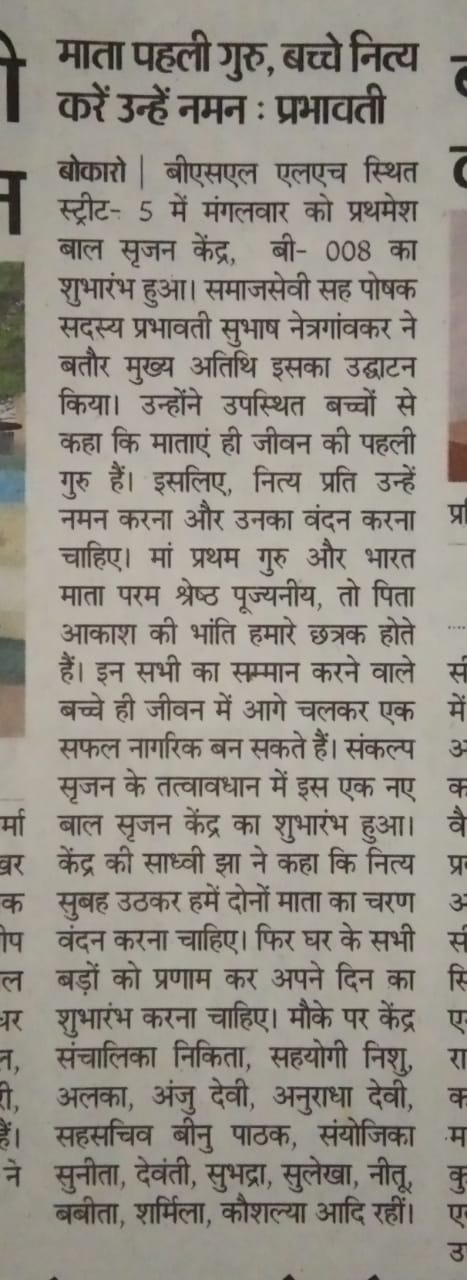 माता पहली गुरु, बच्चे नित्य
करें उन्हें नमन : प्रभावती
बोकारो | बीएसएल एलएच स्थित
स्ट्रीट- 5 में मंगलवार को प्रथमेश
बाल सृजन केंद्र, बी- 008 का
शुभारंभ हुआ। समाजसेवी सह पोषक
सदस्य प्रभावती सुभाष नेत्रगांवकर ने
बतौर मुख्य अतिथि इसका उद्घाटन
किया। उन्होंने उपस्थित बच्चों से
कहा कि माताएं ही जीवन की पहली
गुरु हैं। इसलिए, नित्य प्रति उन्हें
नमन करना और उनका वंदन करना
चाहिए। मां प्रथम गुरु और भारत
माता परम श्रेष्ठ पूज्यनीय, तो पिता
आकाश की भांति हमारे छत्रक होते
हैं। इन सभी का सम्मान करने वाले
बच्चे ही जीवन में आगे चलकर एक
सफल नागरिक बन सकते हैं। संकल्प
सृजन के तत्वावधान में इस एक नए
बाल सृजन केंद्र का शुभारंभ हुआ।
केंद्र की साध्वी झा ने कहा कि नित्य
सुबह उठकर हमें दोनों माता का चरण
वंदन करना चाहिए। फिर घर के सभी
बड़ों को प्रणाम कर अपने दिन का
शुभारंभ करना चाहिए। मौके पर केंद्र
संचालिका निकिता, सहयोगी निशु,
अलका, अंजु देवी, अनुराधा देवी,
सहसचिव बीनु पाठक, संयोजिका
सुनीता, देवंती, सुभद्रा, सुलेखा, नीतू,
बबीता, शर्मिला, कौशल्या आदि रहीं।